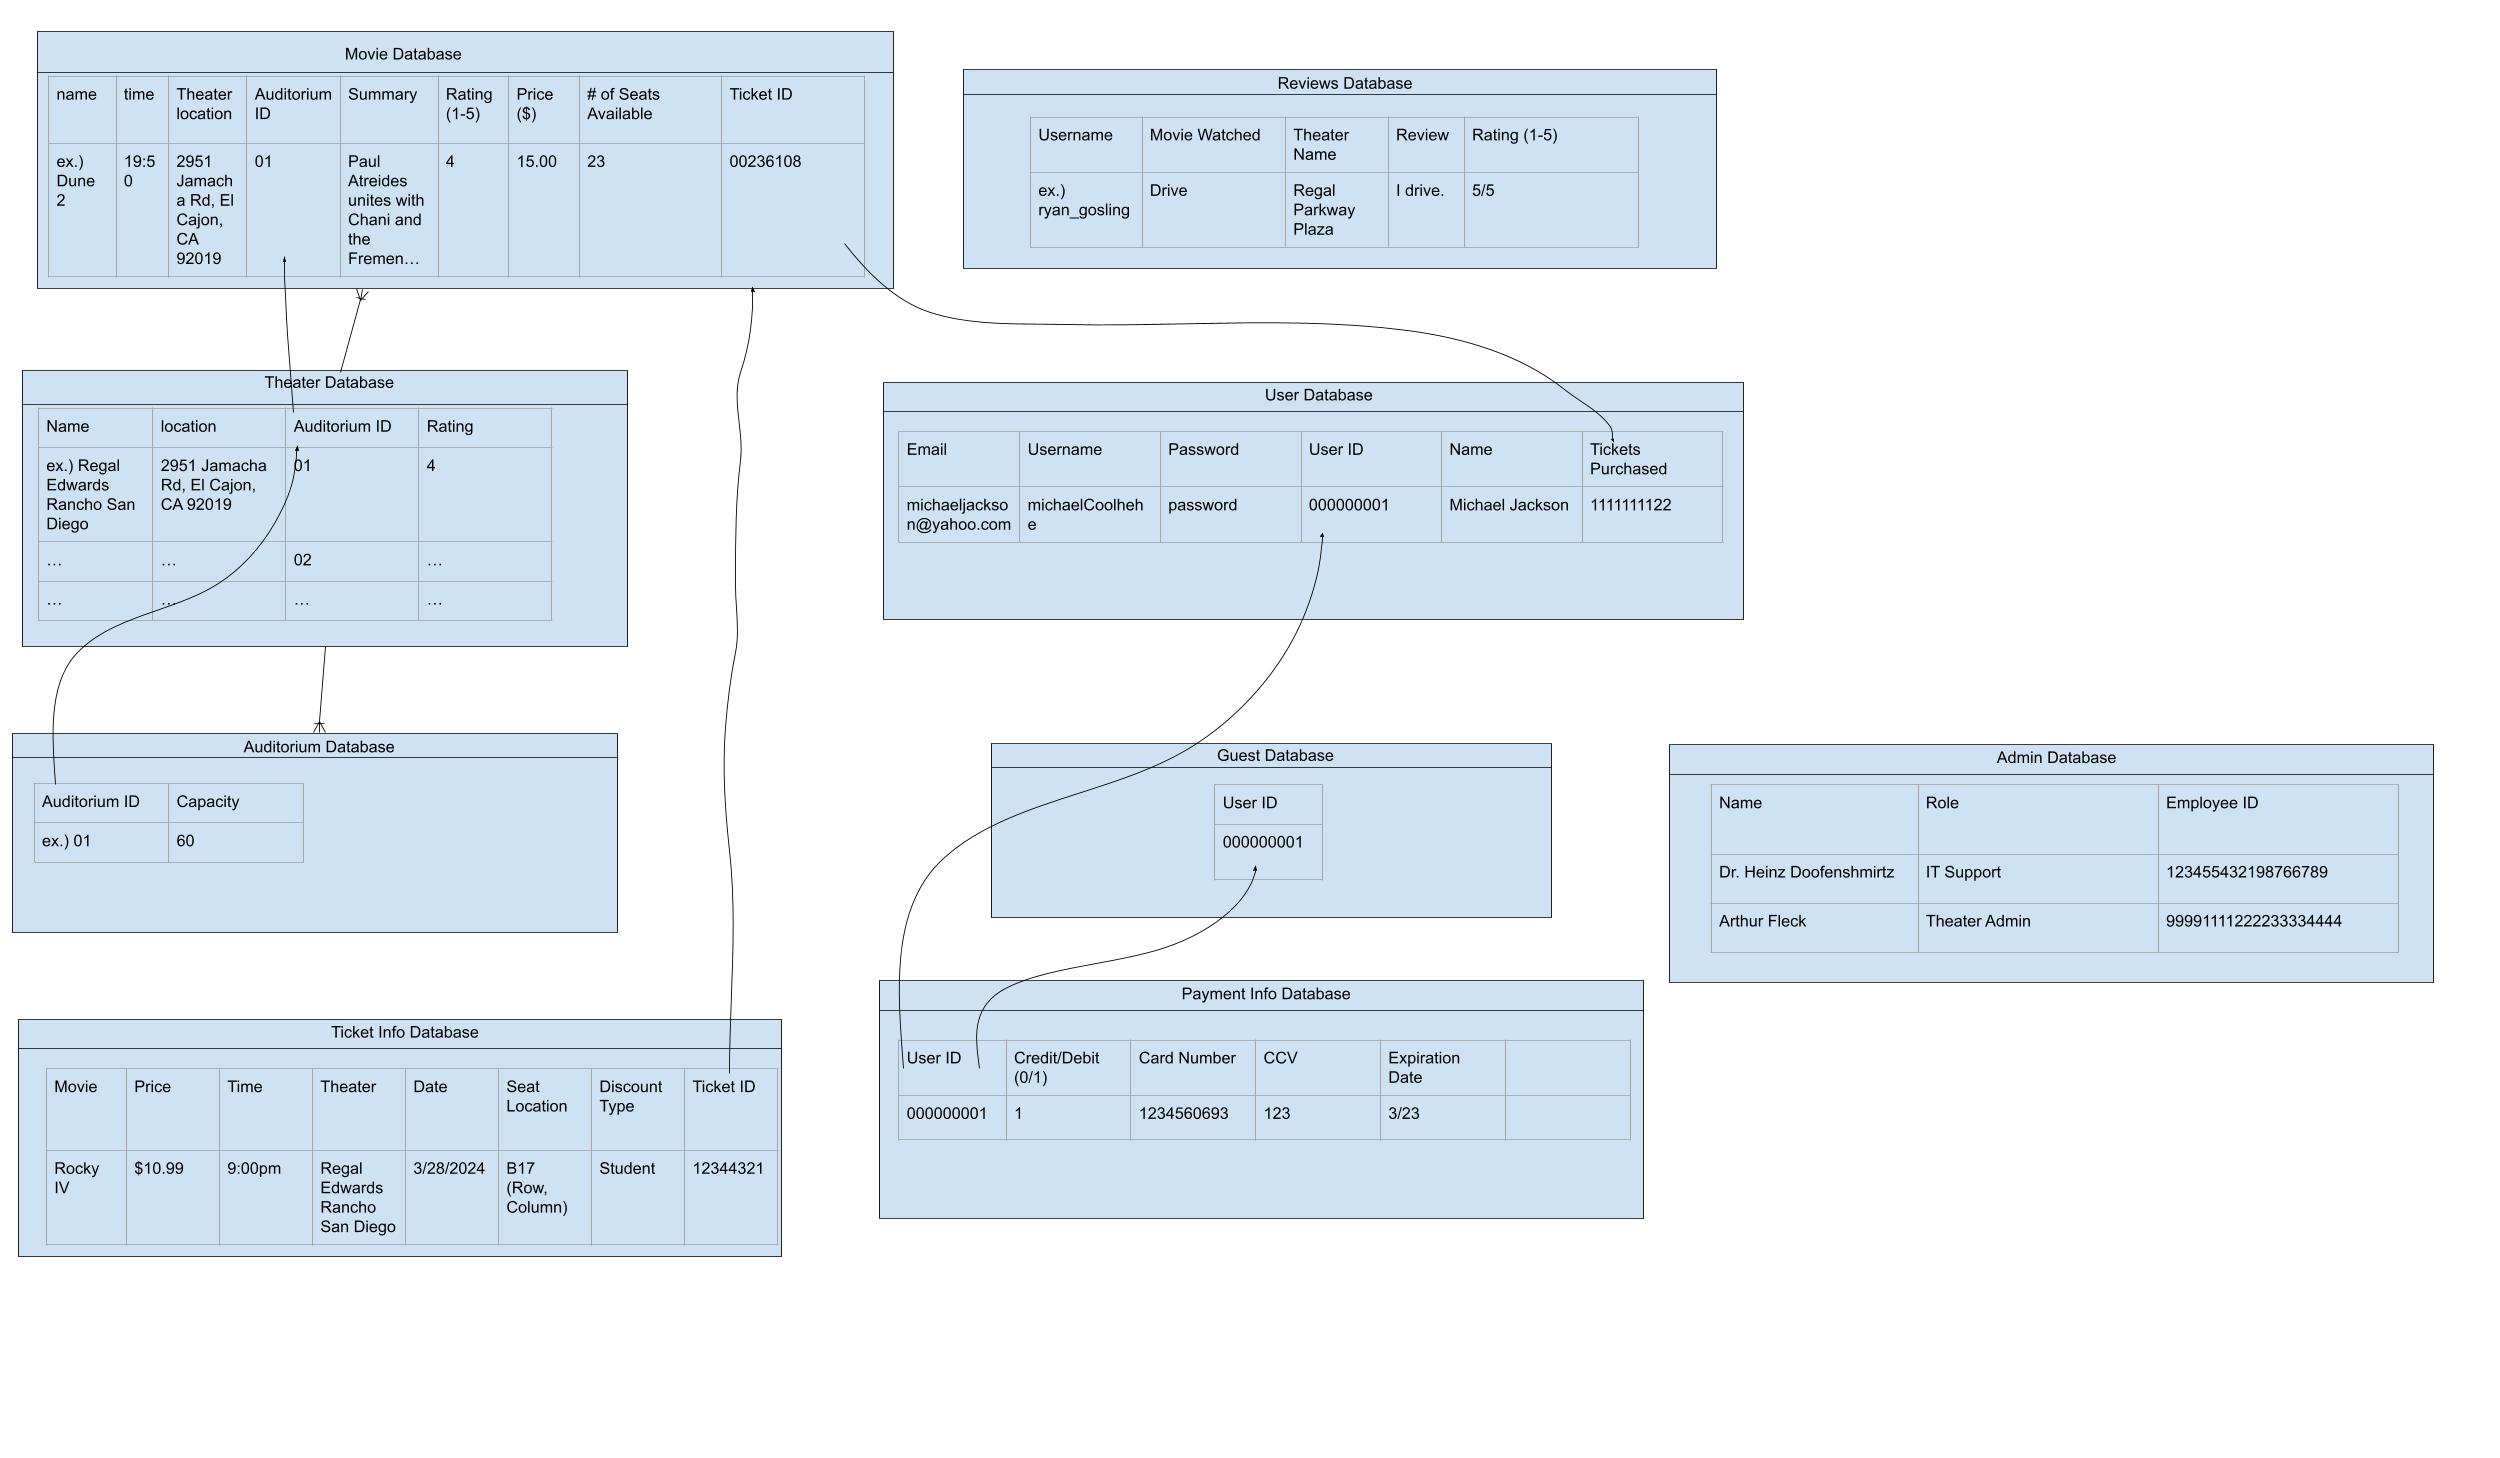 Movie Database
name time Theater Auditorium Summary Rating Price # of Seats Ticket ID
location ID (1-5) ($) Available
ex.) 19:5 2951 01 Paul 4 15.00 23 00236108
Dune 0 Jamach Atreides
2 a Rd, El unites with
Cajon, Chani and
CA the
92019 Fremen…
Reviews Database
Username Movie Watched Theater Review Rating (1-5)
Name
ex.) Drive Regal I drive. 5/5
ryan_gosling Parkway
Plaza
Theater Database
Name location Auditorium ID Rating
ex.) Regal 2951 Jamacha 01 4
Edwards Rd, El Cajon,
Rancho San CA 92019
Diego
… … 02 …
… … … …
User Database
Email Username Password User ID Name Tickets
Purchased
michaeljackso michaelCoolheh password 000000001 Michael Jackson 1111111122
n@yahoo.com e
Auditorium Database
Auditorium ID Capacity
ex.) 01 60
Guest Database
User ID
000000001
Admin Database
Name Role Employee ID
Dr. Heinz Doofenshmirtz IT Support 123455432198766789
Arthur Fleck Theater Admin 99991111222233334444
Ticket Info Database
Movie Price Time Theater Date Seat Discount Ticket ID
Location Type
Rocky $10.99 9:00pm Regal 3/28/2024 B17 Student 12344321
IV Edwards (Row,
Rancho Column)
San Diego
Payment Info Database
User ID Credit/Debit Card Number CCV Expiration
(0/1) Date
000000001 1 1234560693 123 3/23